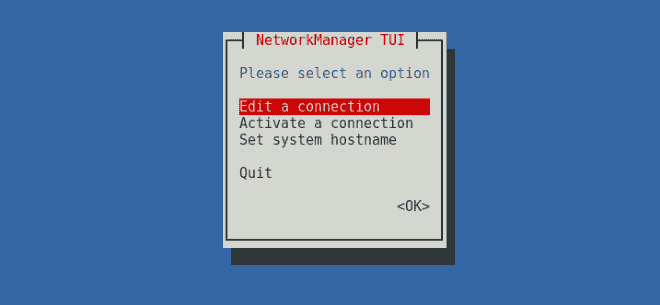 NetworkManager TUI
Please select an option
Edit a connection
Activate a connection
Set system hostname
Quit
<OK>